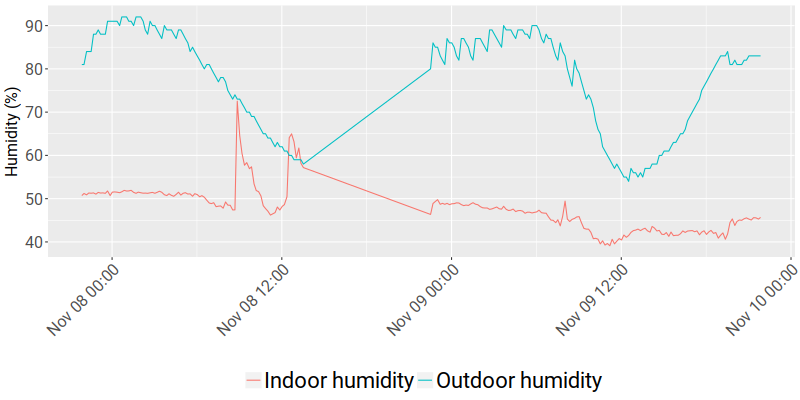 Humidity (%)
90
80
70
60
50
40
Nov 08 00:00
Nov 08 12:00
Nov 09 00:00
Nov 09 12:00
Nov 10 00:00
Indoor humidity Outdoor humidity